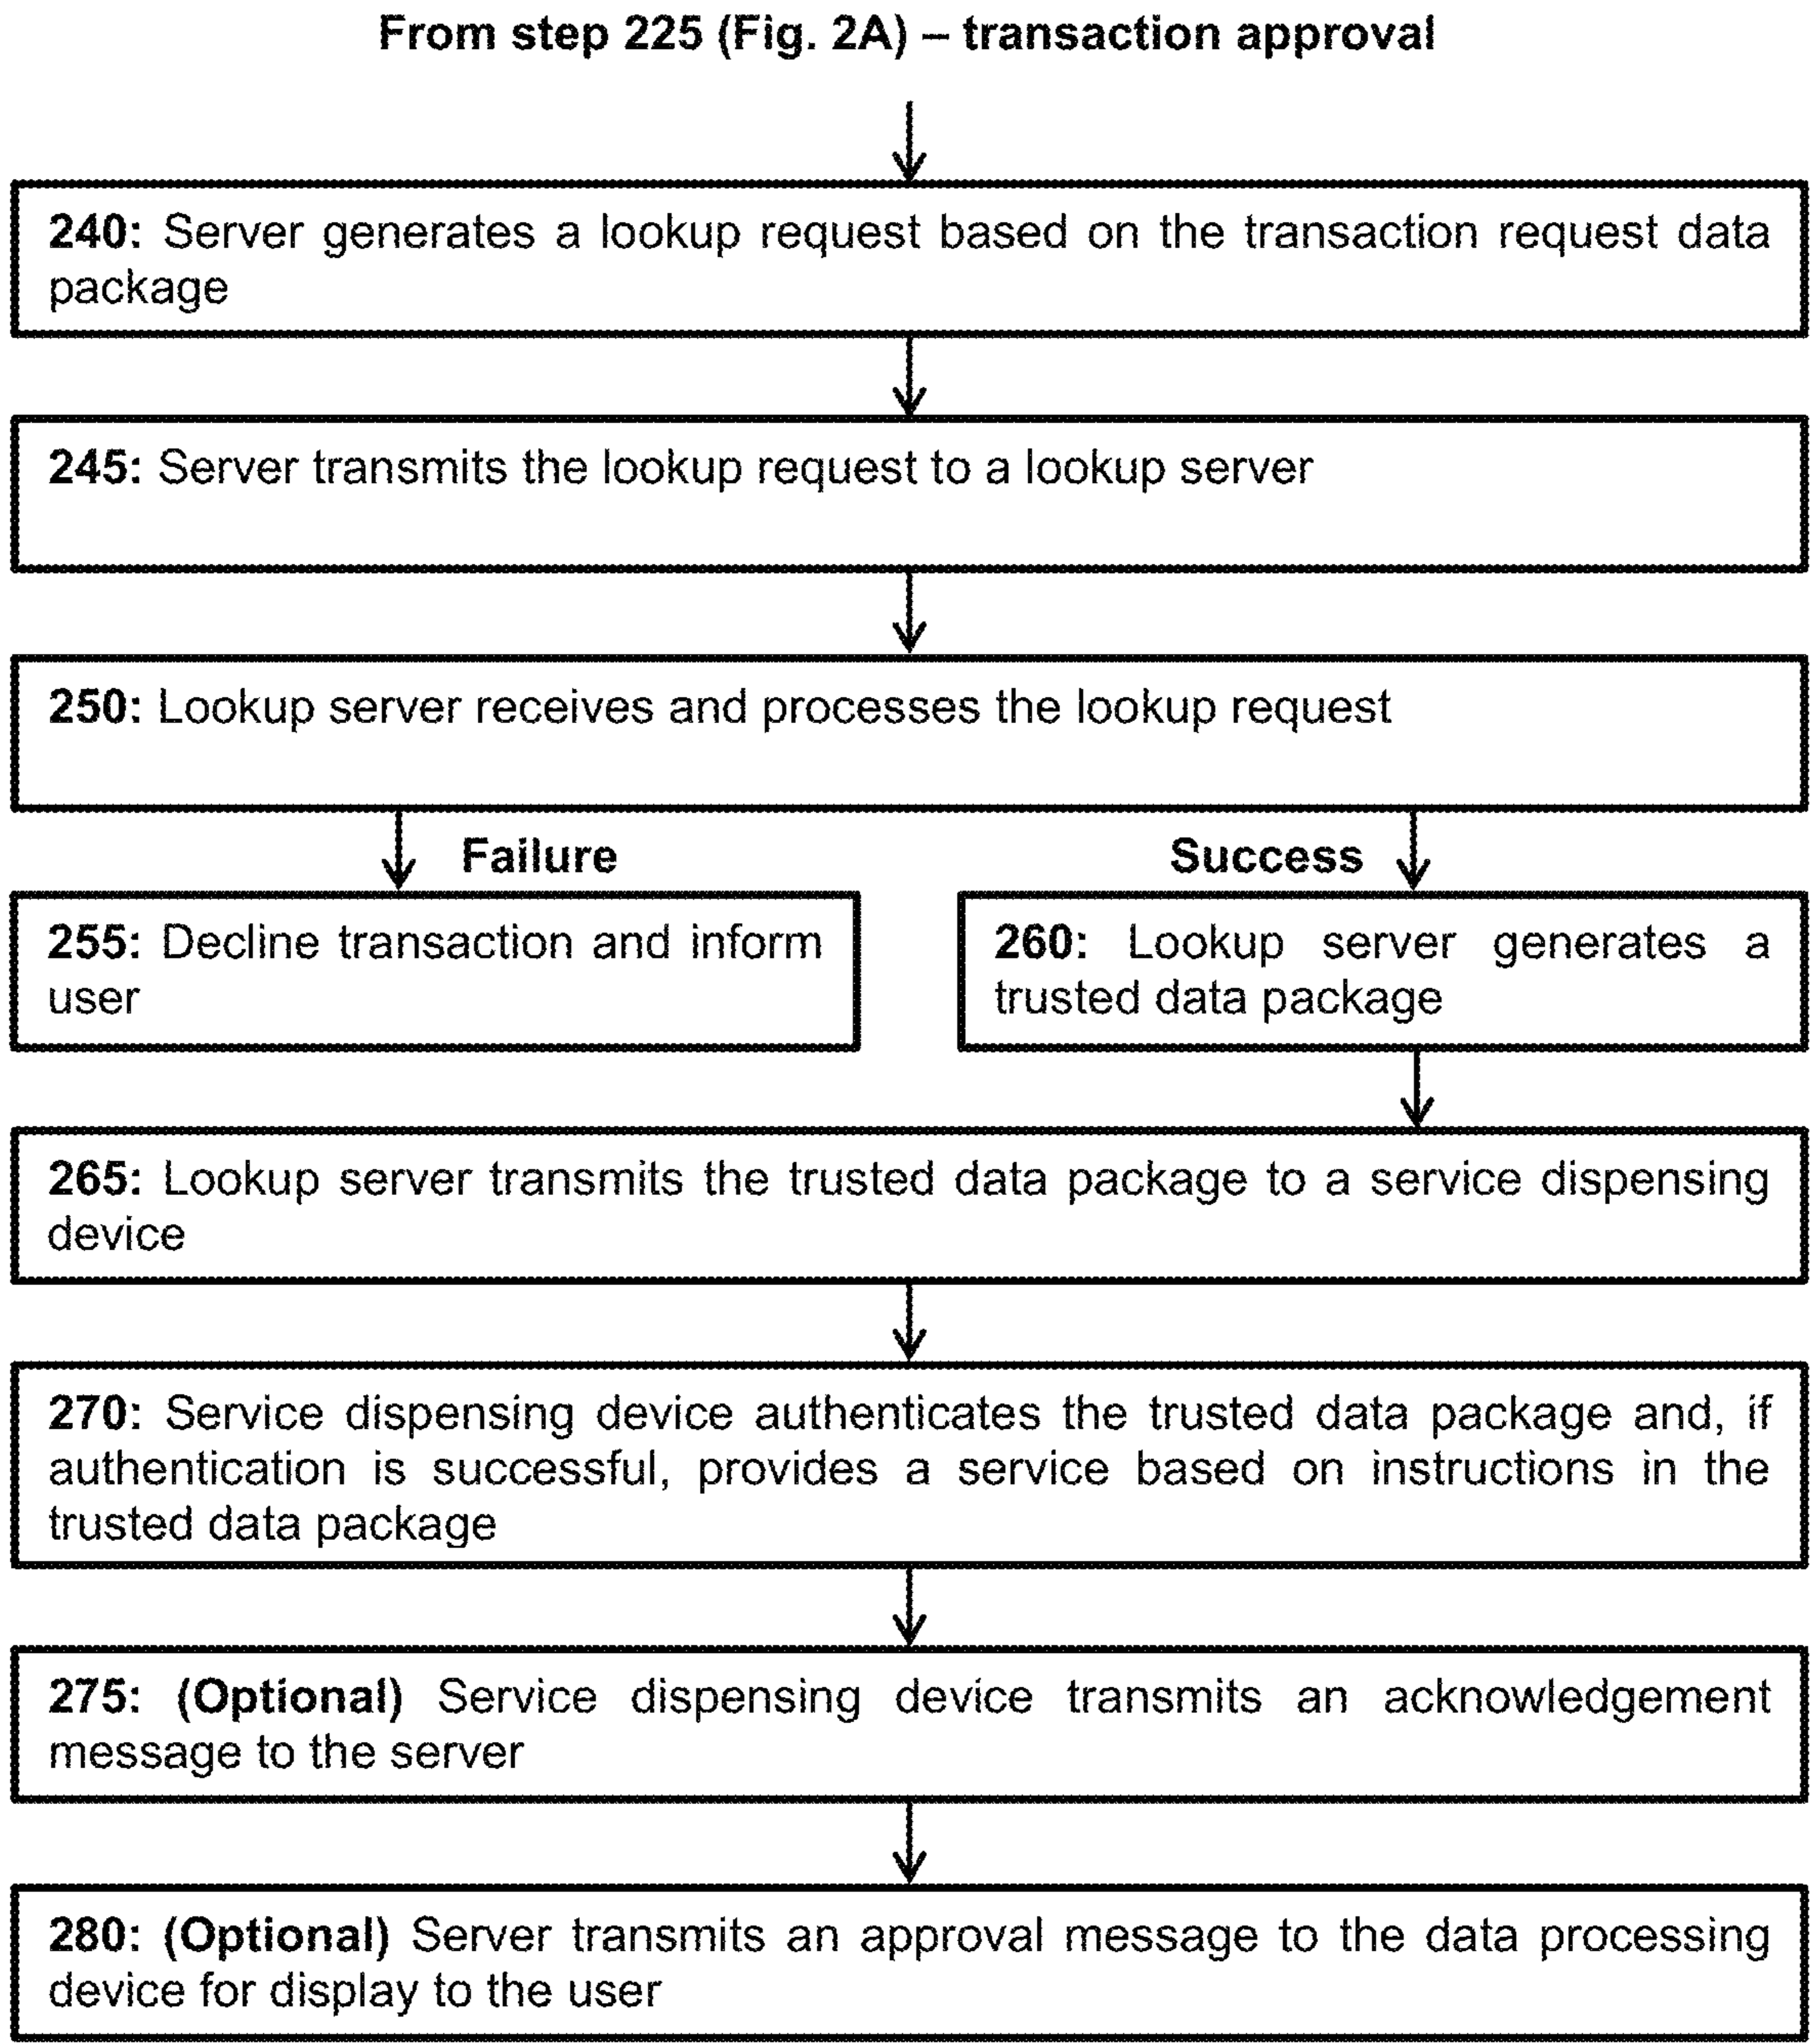 From step 225 (Fig. 2A) – transaction approval
240: Server generates a lookup request based on the transaction request data
package
245: Server transmits the lookup request to a lookup server
250: Lookup server receives and processes the lookup request
Failure
Success
255: Decline transaction and inform
user
260: Lookup server generates a
trusted data package
265: Lookup server transmits the trusted data package to a service dispensing
device
270: Service dispensing device authenticates the trusted data package and, if
authentication is successful, provides a service based on instructions in the
trusted data package
275: (Optional) Service dispensing device transmits an acknowledgement
message to the server
280: (Optional) Server transmits an approval message to the data processing
device for display to the user